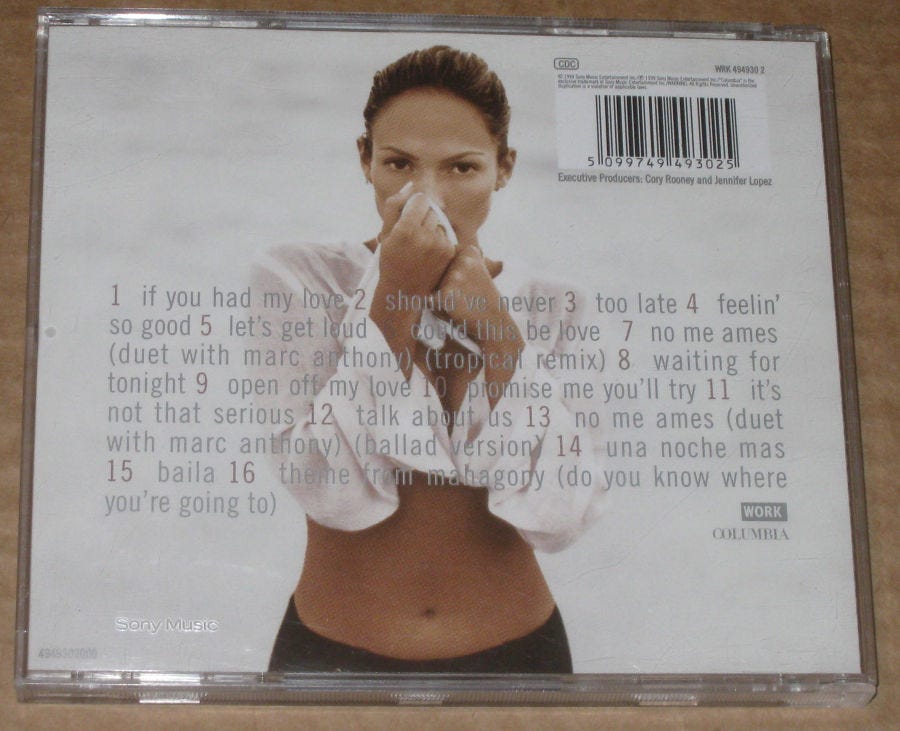 CDC
WRK 494930 2
5 099749 493025
Executive Producers: Cory Rooney and Jennifer Lopez
1 if you had my love 2 should've never 3 too late 4 feelin'
so good 5 let's get loud could this be love 7 no me ames
(duet with marc anthony) (tropical remix) 8 waiting for
tonight 9 open off my love 10 promise me you'll try 11 it's
not that serious 12 talk about us 13 no me ames (duet
with marc anthony) (ballad version) 14 una noche mas
15 baila 16 theme from mahagony (do you know where
you're going to)
WORK
COLUMBIA
Sony Music
4949302000